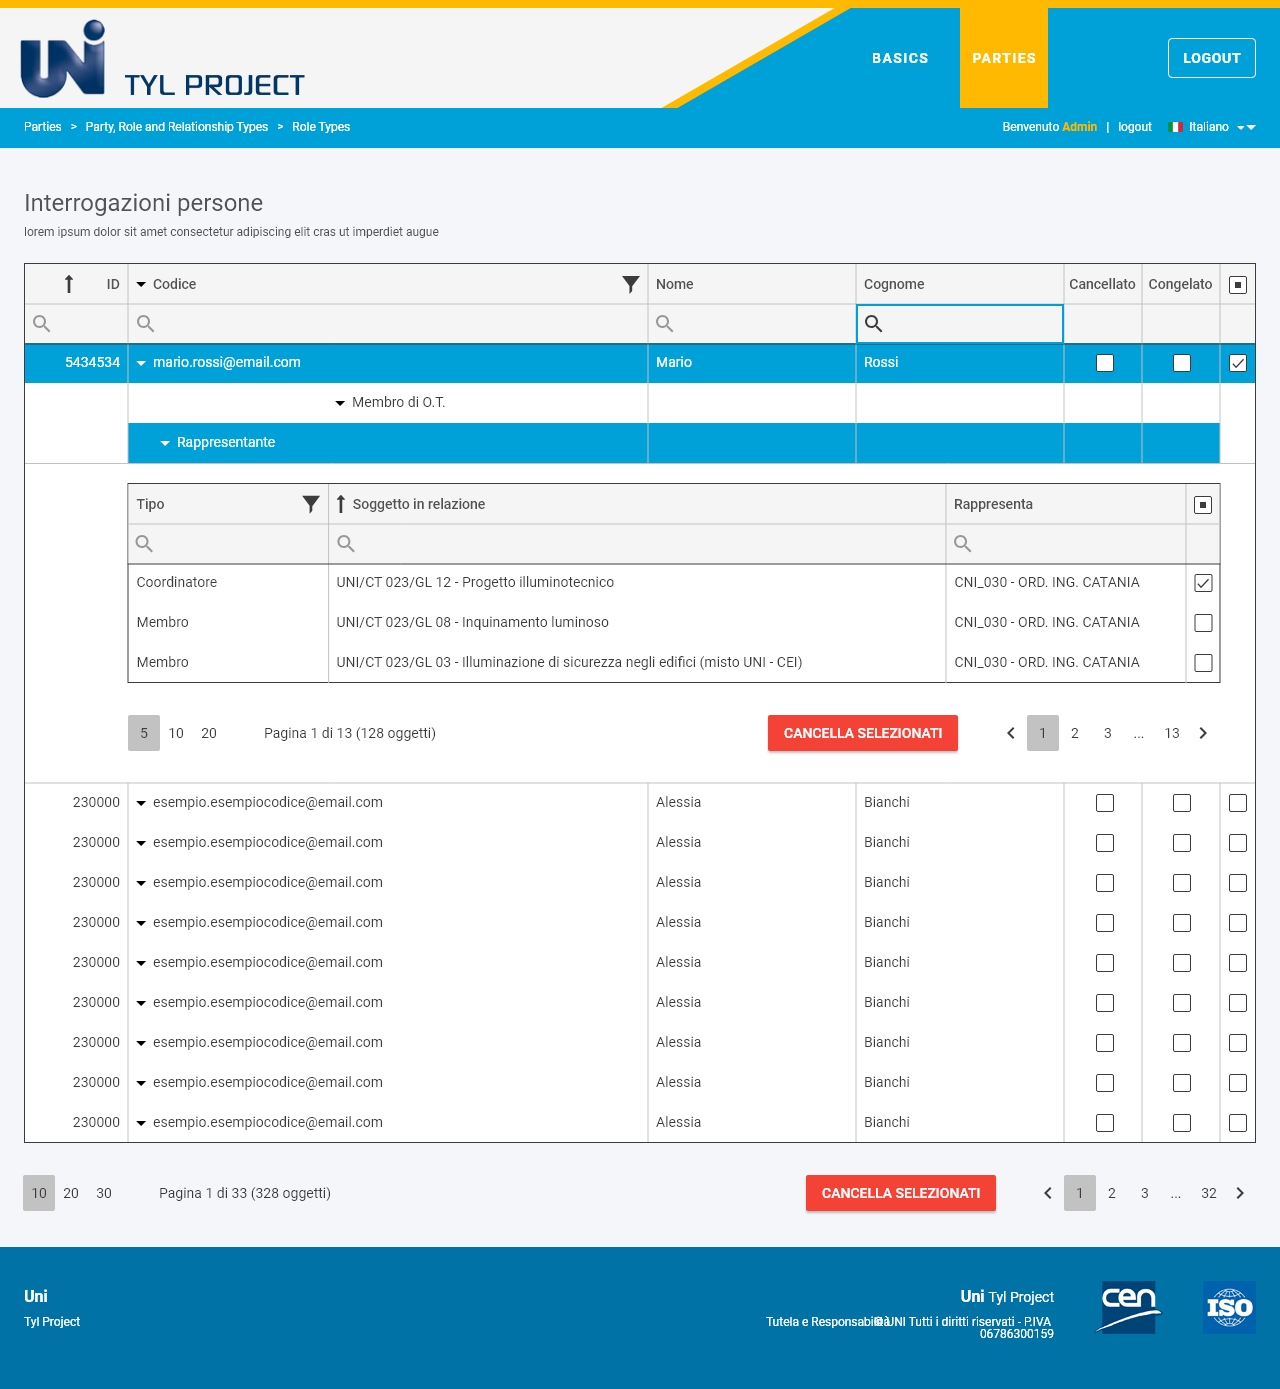 UNi TYL PROJECT
BASICS PARTIES LOGOUT
Parties > Party, Role and Relationship Types > Role Types
Benvenuto Admin | logout Italiano
Interrogazioni persone
lorem ipsum dolor sit amet consectetur adipiscing elit cras ut imperdiet augue
ID Codice Nome Cognome Cancellato Congelato
5434534 mario.rossi@email.com Mario Rossi
Membro di O.T.
Rappresentante
Tipo Soggetto in relazione Rappresenta
Coordinatore UNI/CT 023/GL 12 - Progetto illuminotecnico CNI_030 - ORD. ING. CATANIA
Membro UNI/CT 023/GL 08 - Inquinamento luminoso CNI_030 - ORD. ING. CATANIA
Membro UNI/CT 023/GL 03 - Illuminazione di sicurezza negli edifici (misto UNI - CEI) CNI_030 - ORD. ING. CATANIA
5 10 20 Pagina 1 di 13 (128 oggetti) CANCELLA SELEZIONATI 1 2 3 ... 13
230000 esempio.esempiocodice@email.com Alessia Bianchi
230000 esempio.esempiocodice@email.com Alessia Bianchi
230000 esempio.esempiocodice@email.com Alessia Bianchi
230000 esempio.esempiocodice@email.com Alessia Bianchi
230000 esempio.esempiocodice@email.com Alessia Bianchi
230000 esempio.esempiocodice@email.com Alessia Bianchi
230000 esempio.esempiocodice@email.com Alessia Bianchi
230000 esempio.esempiocodice@email.com Alessia Bianchi
230000 esempio.esempiocodice@email.com Alessia Bianchi
10 20 30 Pagina 1 di 33 (328 oggetti) CANCELLA SELEZIONATI 1 2 3 ... 32
Uni
Tyl Project
Uni Tyl Project
Tutela e Responsabilità © UNI Tutti i diritti riservati - P.IVA
06786300159
cen
ISO